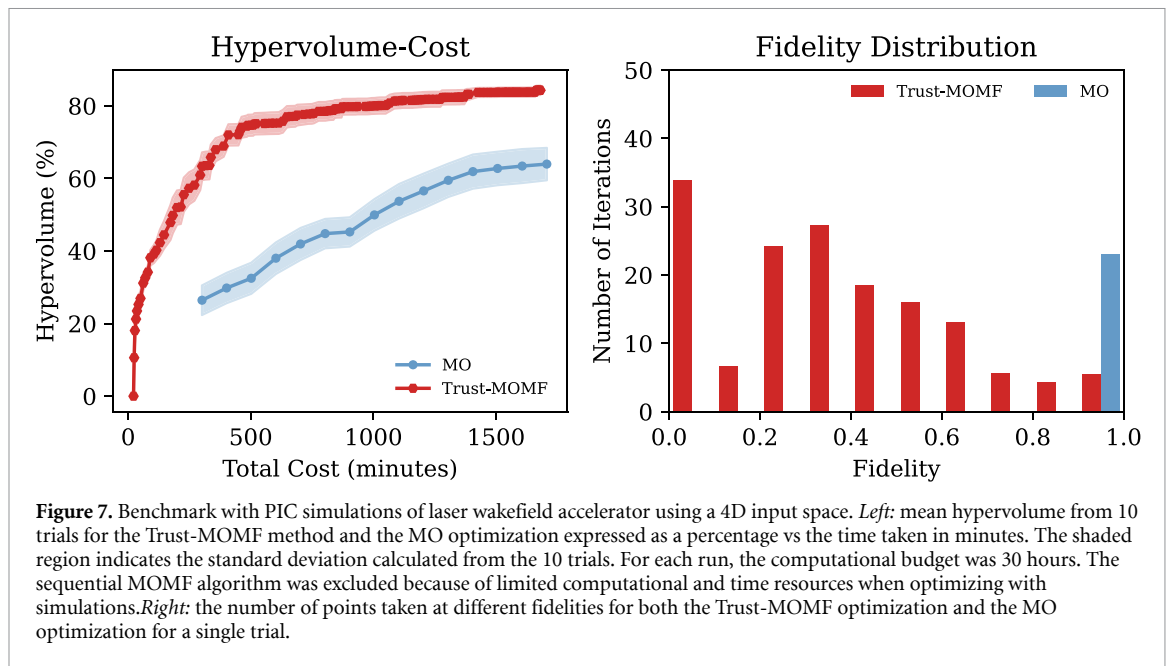 Hypervolume-Cost
Hypervolume (%)
80
60
40
20
0
MO
Trust-MOMF
0 500 1000 1500
Total Cost (minutes)
Fidelity Distribution
Number of Iterations
50
40
30
20
10
0
Trust-MOMF MO
0.0 0.2 0.4 0.6 0.8 1.0
Fidelity
Figure 7. Benchmark with PIC simulations of laser wakefield accelerator using a 4D input space. Left: mean hypervolume from 10
trials for the Trust-MOMF method and the MO optimization expressed as a percentage vs the time taken in minutes. The shaded
region indicates the standard deviation calculated from the 10 trials. For each run, the computational budget was 30 hours. The
sequential MOMF algorithm was excluded because of limited computational and time resources when optimizing with
simulations.Right: the number of points taken at different fidelities for both the Trust-MOMF optimization and the MO
optimization for a single trial.